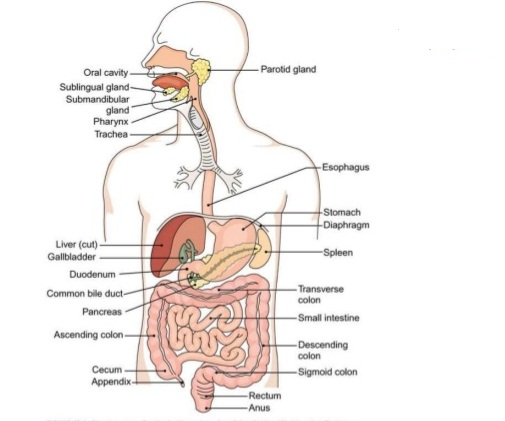 Oral cavity
Sublingual gland
Submandibular
gland
Pharynx
Trachea
Parotid gland
Esophagus
Stomach
Diaphragm
Spleen
Liver (cut)
Gallbladder
Duodenum
Common bile duct
Pancreas
Ascending colon
Cecum
Appendix
Transverse
colon
Small intestine
Descending
colon
Sigmoid colon
Rectum
Anus